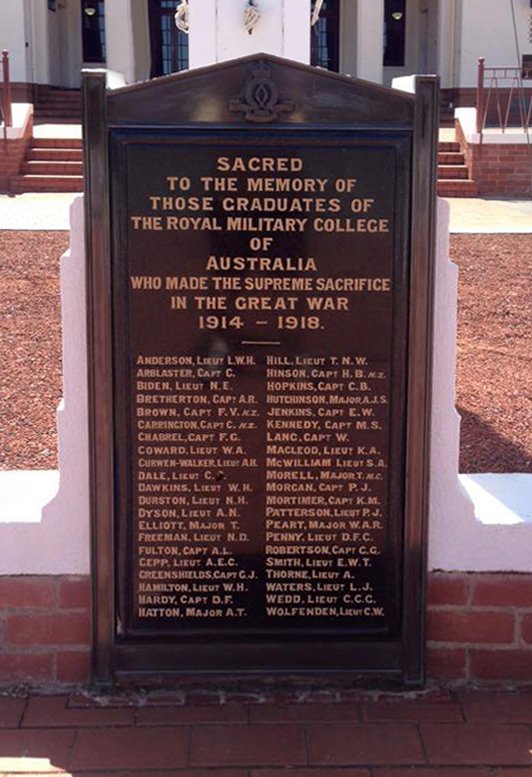 SACRED
TO THE MEMORY OF
THOSE GRADUATES OF
THE ROYAL MILITARY COLLEGE
OF
AUSTRALIA
WHO MADE THE SUPREME SACRIFICE
IN THE GREAT WAR
1914 – 1918.
ANDERSON, LIEUT L.W.H.
ARBLASTER, CAPT C.
BIDEN, LIEUT N.E.
BRETHERTON, CAPT A.R.
BROWN, CAPT F.V. N.Z.
CARRINGTON, CAPT C. N.Z.
CHABREL, CAPT F.G.
COWARD, LIEUT W.A.
CURWEN-WALKER, LIEUT A.H.
DALE, LIEUT C.
DAWKINS, LIEUT W.H.
DURSTON, LIEUT N.H.
DYSON, LIEUT A.N.
ELLIOTT, MAJOR T.
FREEMAN, LIEUT N.D.
FULTON, CAPT A.L.
GEPP, LIEUT A.E.C.
GREENSHIELDS, CAPT G.J.
HAMILTON, LIEUT W.H.
HARDY, CAPT D.F.
HATTON, MAJOR A.T.
HILL, LIEUT T.N.W.
HINSON, CAPT H.B. N.Z.
HOPKINS, CAPT C.B.
HUTCHINSON, MAJOR A.J.S.
JENKINS, CAPT E.W.
KENNEDY, CAPT M.S.
LANG, CAPT W.
MACLEOD, LIEUT K.A.
McWILLIAM LIEUT S.A.
MORELL, MAJOR T. M.C.
MORGAN, CAPT P.J.
MORTIMER, CAPT K.M.
PATTERSON, LIEUT P.J.
PEART, MAJOR W.A.R.
PENNY, LIEUT D.F.C.
ROBERTSON, CAPT C.G.
SMITH, LIEUT E.W.T.
THORNE, LIEUT A.
WATERS, LIEUT L.J.
WEDD, LIEUT C.C.C.
WOLFENDEN, LIEUT C.W.